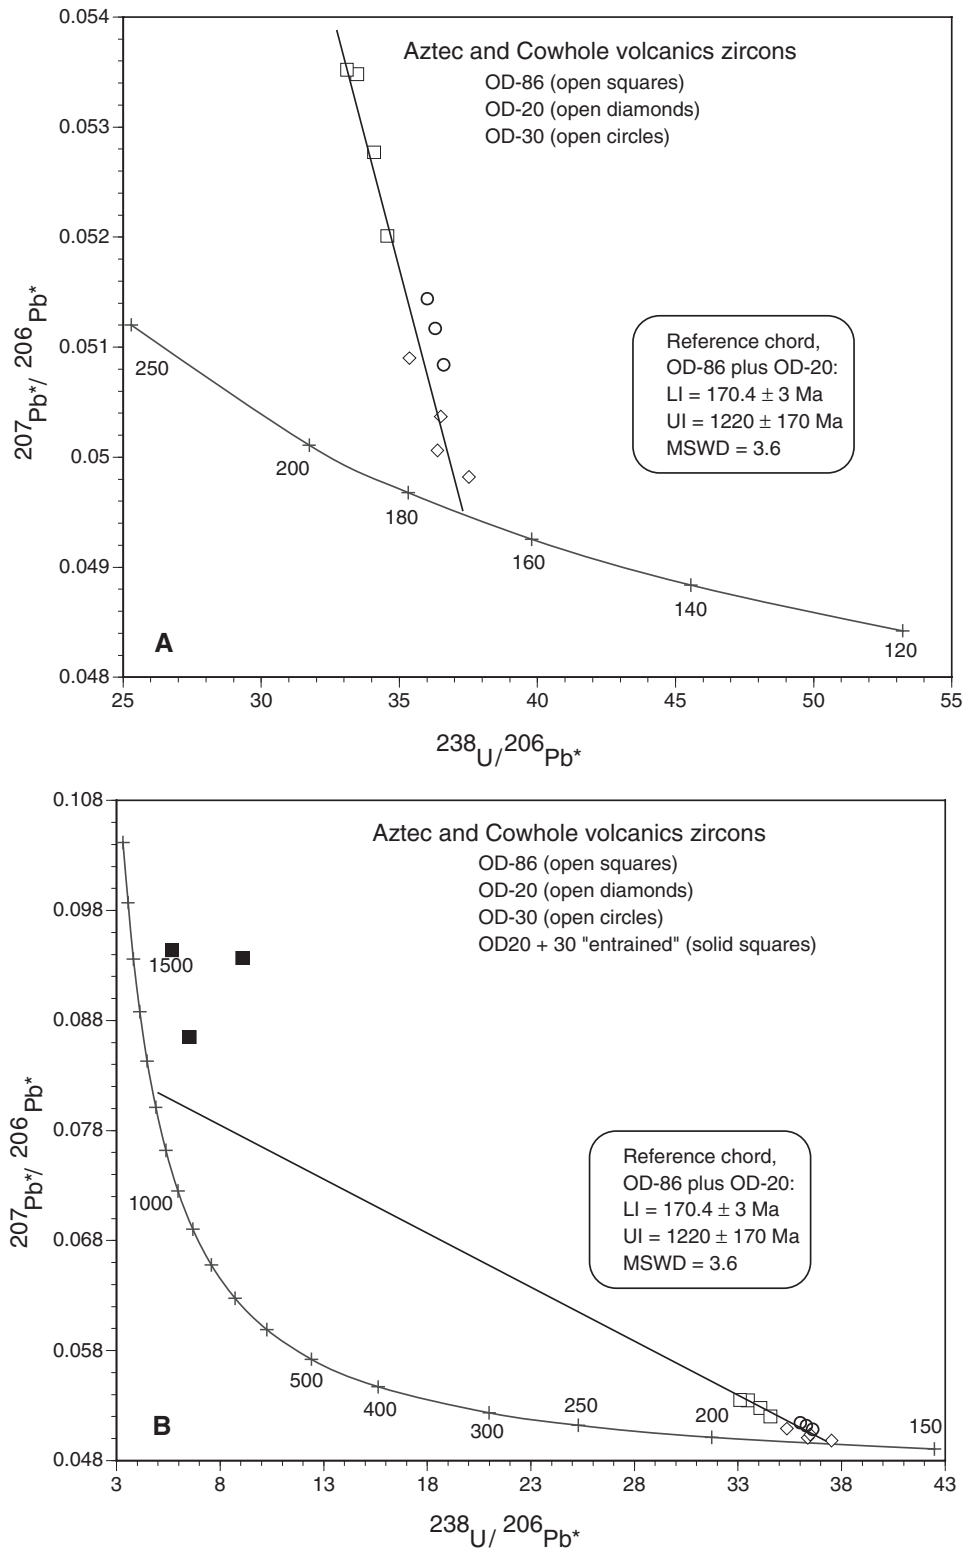 0.054
0.053
0.052
0.051
0.05
0.049
0.048
207Pb*/ 206Pb*
Aztec and Cowhole volcanics zircons
OD-86 (open squares)
OD-20 (open diamonds)
OD-30 (open circles)
Reference chord,
OD-86 plus OD-20:
LI = 170.4 ± 3 Ma
UI = 1220 ± 170 Ma
MSWD = 3.6
250
200
180
160
140
120
A
25 30 35 40 45 50 55
238U/206Pb*
0.108
0.098
0.088
0.078
0.068
0.058
0.048
207Pb*/ 206Pb*
Aztec and Cowhole volcanics zircons
OD-86 (open squares)
OD-20 (open diamonds)
OD-30 (open circles)
OD20 + 30 "entrained" (solid squares)
1500
1000
Reference chord,
OD-86 plus OD-20:
LI = 170.4 ± 3 Ma
UI = 1220 ± 170 Ma
MSWD = 3.6
500
400
300
250
200
150
B
3 8 13 18 23 28 33 38 43
238U/ 206Pb*